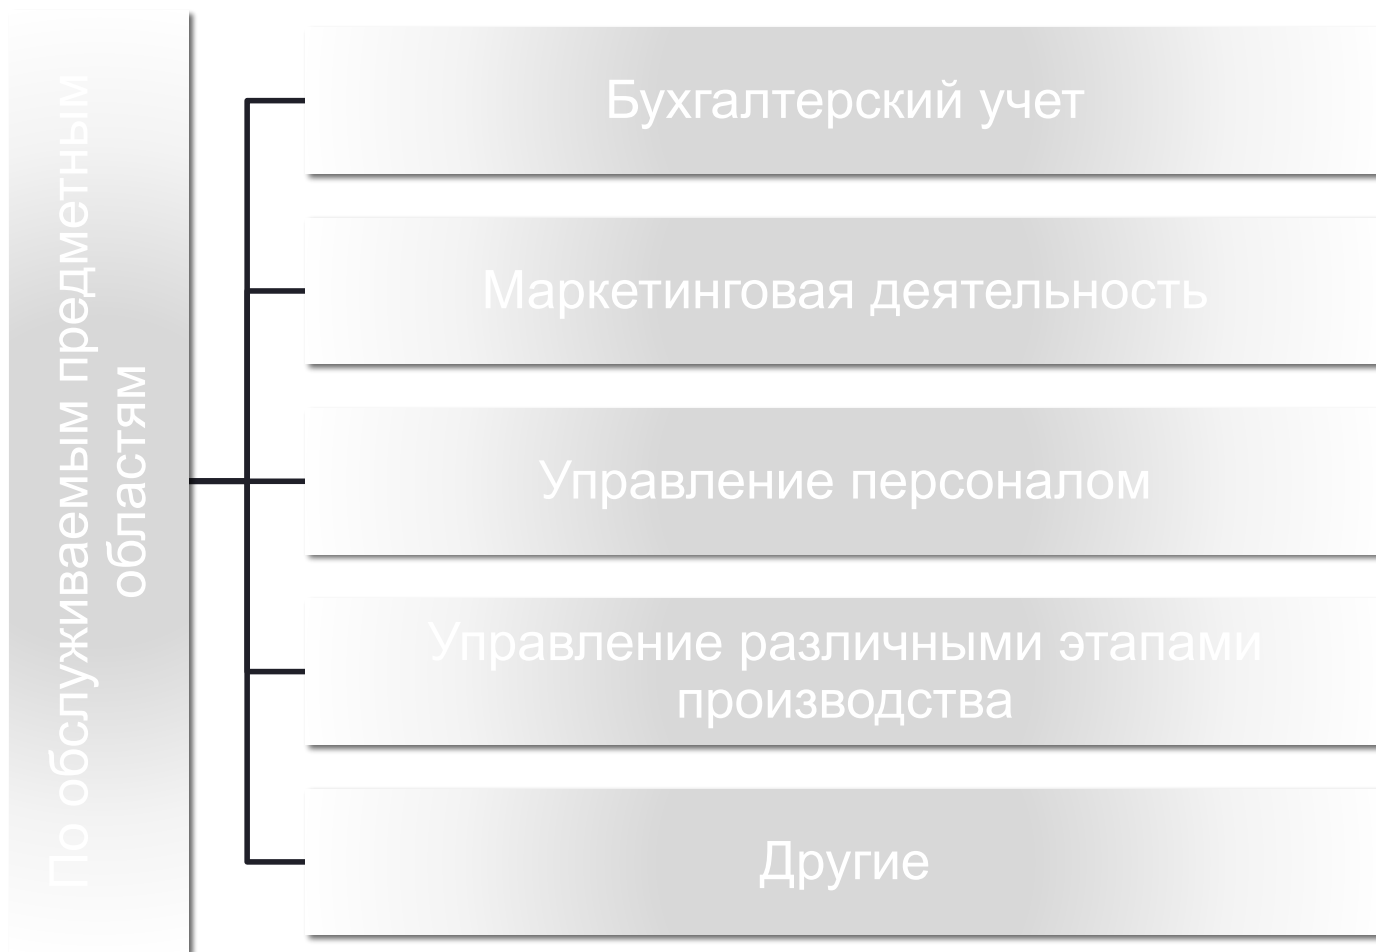 По обслуживаемым предметным
областям
Бухгалтерский учет
Маркетинговая деятельность
Управление персоналом
Управление различными этапами
производства
Другие